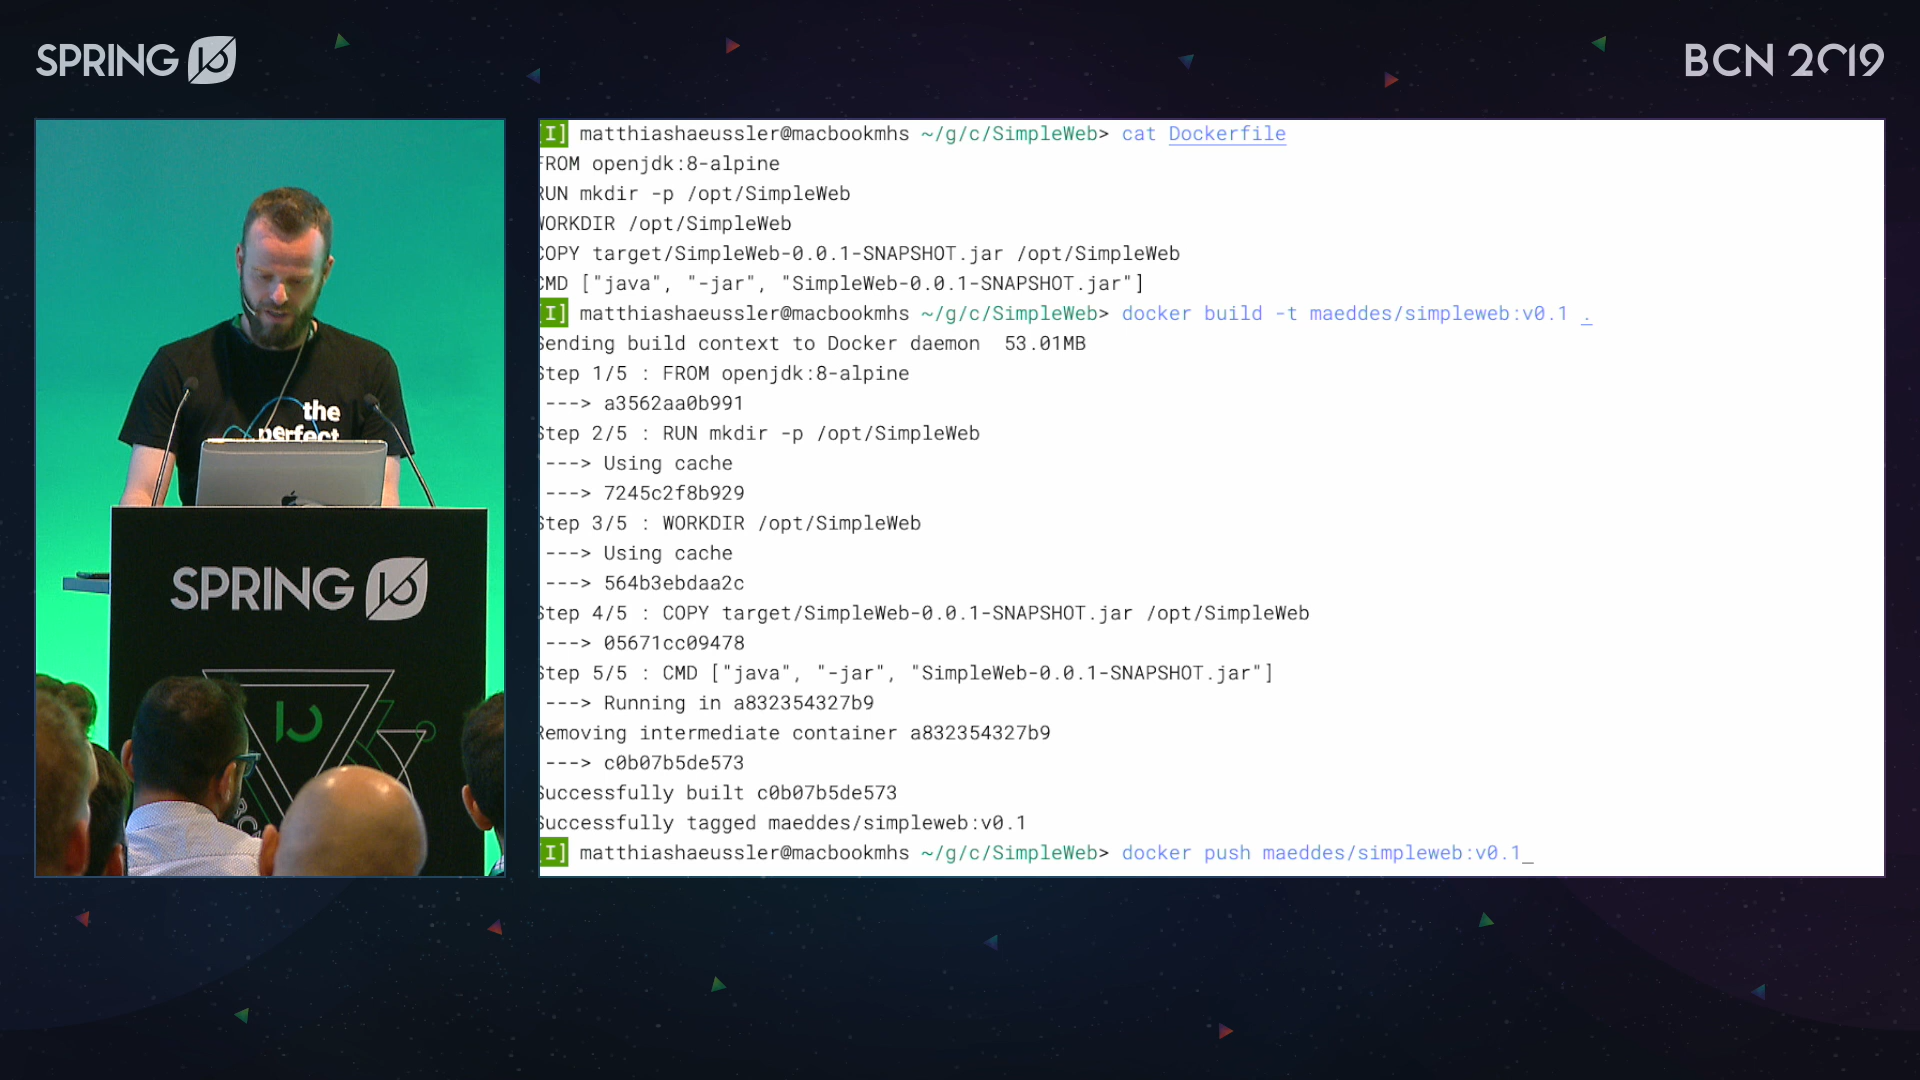 SPRING IO
BCN 2019
the
perfect
SPRING IO
IO
[I] matthiashaeussler@macbookmhs ~/g/c/SimpleWeb> cat Dockerfile
FROM openjdk:8-alpine
RUN mkdir -p /opt/SimpleWeb
WORKDIR /opt/SimpleWeb
COPY target/SimpleWeb-0.0.1-SNAPSHOT.jar /opt/SimpleWeb
CMD ["java", "-jar", "SimpleWeb-0.0.1-SNAPSHOT.jar"]
[I] matthiashaeussler@macbookmhs ~/g/c/SimpleWeb> docker build -t maeddes/simpleweb:v0.1 .
Sending build context to Docker daemon  53.01MB
Step 1/5 : FROM openjdk:8-alpine
---> a3562aa0b991
Step 2/5 : RUN mkdir -p /opt/SimpleWeb
---> Using cache
---> 7245c2f8b929
Step 3/5 : WORKDIR /opt/SimpleWeb
---> Using cache
---> 564b3ebdaa2c
Step 4/5 : COPY target/SimpleWeb-0.0.1-SNAPSHOT.jar /opt/SimpleWeb
---> 05671cc09478
Step 5/5 : CMD ["java", "-jar", "SimpleWeb-0.0.1-SNAPSHOT.jar"]
---> Running in a832354327b9
Removing intermediate container a832354327b9
---> c0b07b5de573
Successfully built c0b07b5de573
Successfully tagged maeddes/simpleweb:v0.1
[I] matthiashaeussler@macbookmhs ~/g/c/SimpleWeb> docker push maeddes/simpleweb:v0.1_